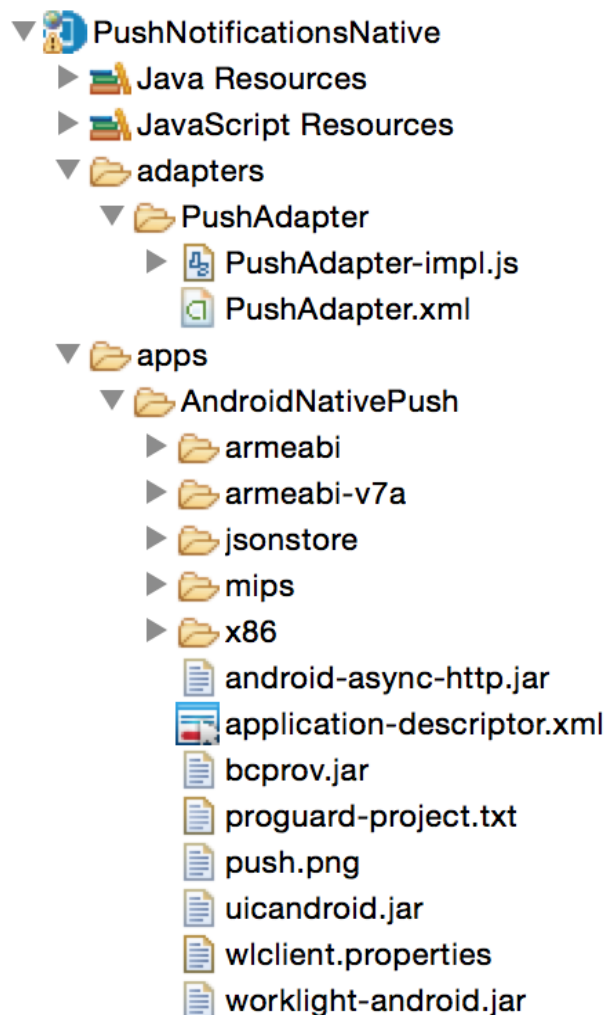 PushNotificationsNative
Java Resources
JavaScript Resources
adapters
PushAdapter
PushAdapter-impl.js
PushAdapter.xml
apps
AndroidNativePush
armeabi
armeabi-v7a
jsonstore
mips
x86
android-async-http.jar
application-descriptor.xml
bcprov.jar
proguard-project.txt
push.png
uicandroid.jar
wlclient.properties
worklight-android.jar